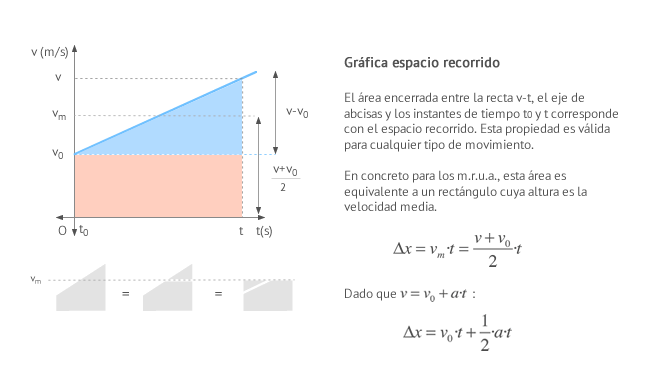 v (m/s)
v
vm
v0
v-v0
v+v0
2
O t0 t t(s)
vm
= =
Gráfica espacio recorrido
El área encerrada entre la recta v-t, el eje de
abcisas y los instantes de tiempo t0 y t corresponde
con el espacio recorrido. Esta propiedad es válida
para cualquier tipo de movimiento.
En concreto para los m.r.u.a., esta área es
equivalente a un rectángulo cuya altura es la
velocidad media.
Δx = vm·t = (v + v0)/2 ·t
Dado que v = v0 + a·t :
Δx = v0·t + 1/2 ·a·t